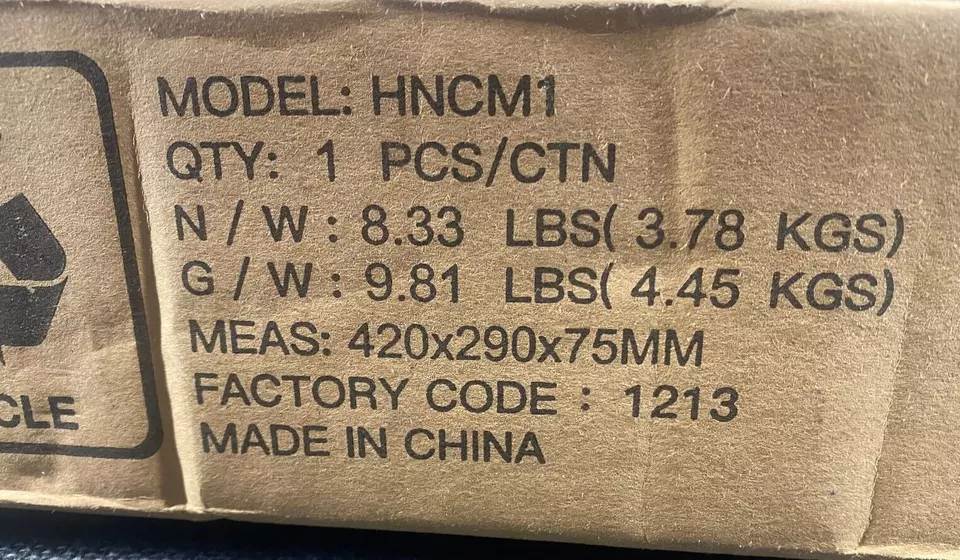 MODEL: HNCM1
QTY: 1 PCS/CTN
N / W : 8.33 LBS( 3.78 KGS)
G / W : 9.81 LBS( 4.45 KGS)
MEAS: 420x290x75MM
FACTORY CODE : 1213
MADE IN CHINA
CLE